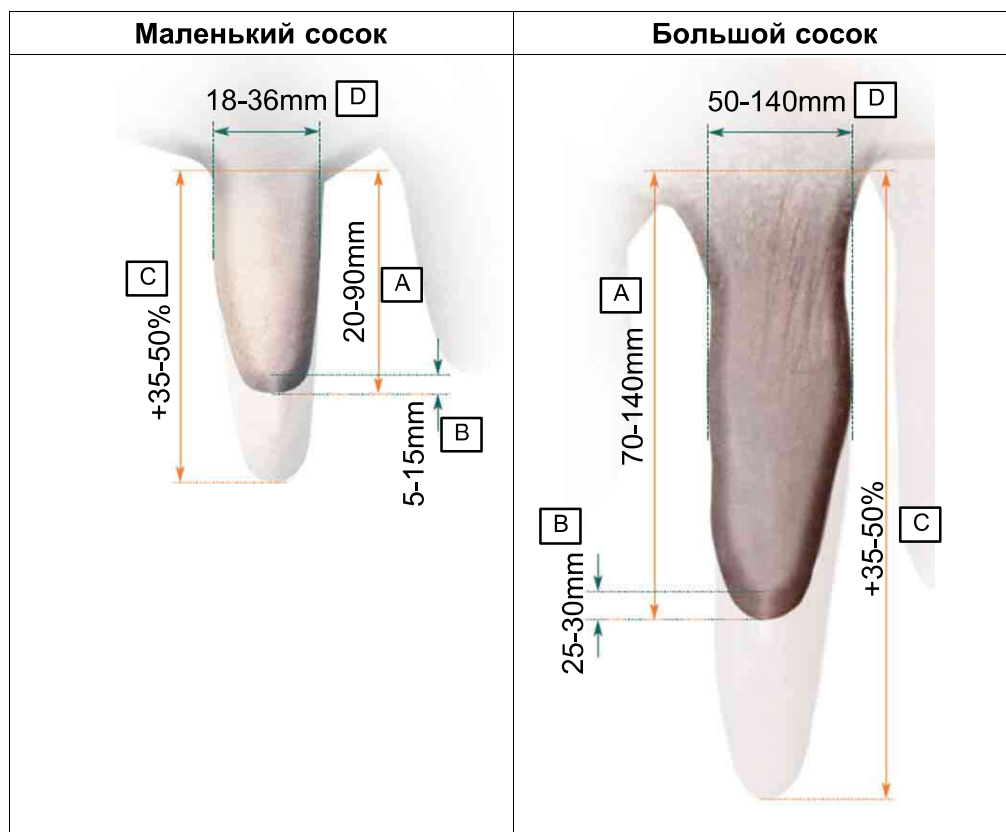 Маленький сосок
Большой сосок
18-36mm D
C
+35-50%
20-90mm
A
5-15mm
B
50-140mm D
A
70-140mm
B
25-30mm
+35-50%
C